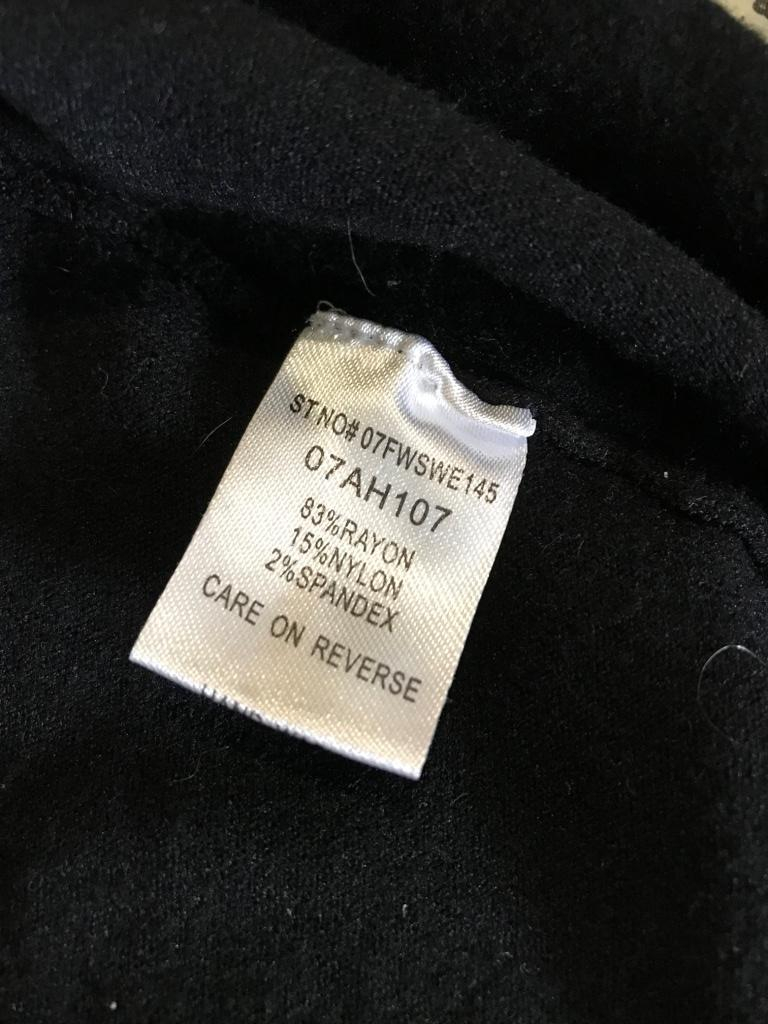 ST NO# 07FWSWE145
07AH107
83%RAYON
15%NYLON
2%SPANDEX
CARE ON REVERSE